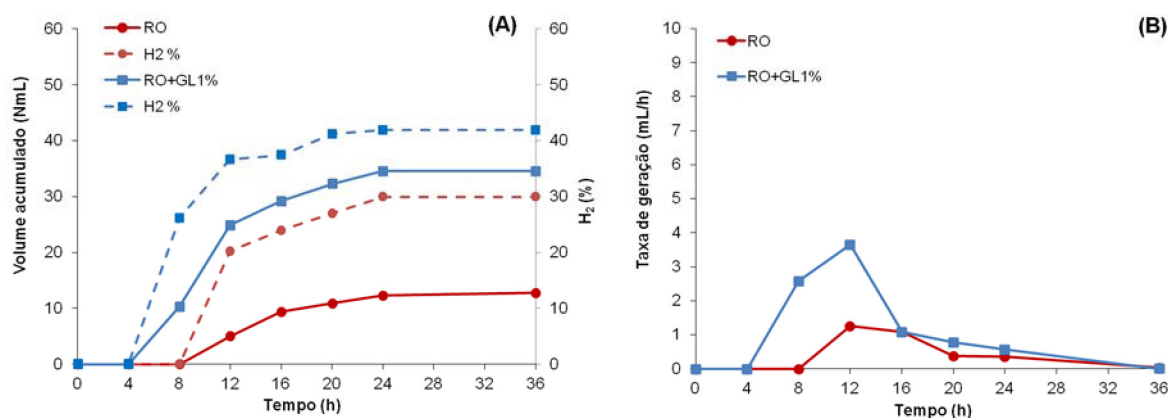 (A)
RO
H2 %
RO+GL1%
H2 %
Volume acumulado (NmL)
60
50
40
30
20
10
0
60
50
40
30
20
10
0
H2 (%)
0 4 8 12 16 20 24 28 32 36
Tempo (h)
(B)
RO
RO+GL1%
Taxa de geração (mL/h)
10
9
8
7
6
5
4
3
2
1
0
0 4 8 12 16 20 24 28 32 36
Tempo (h)